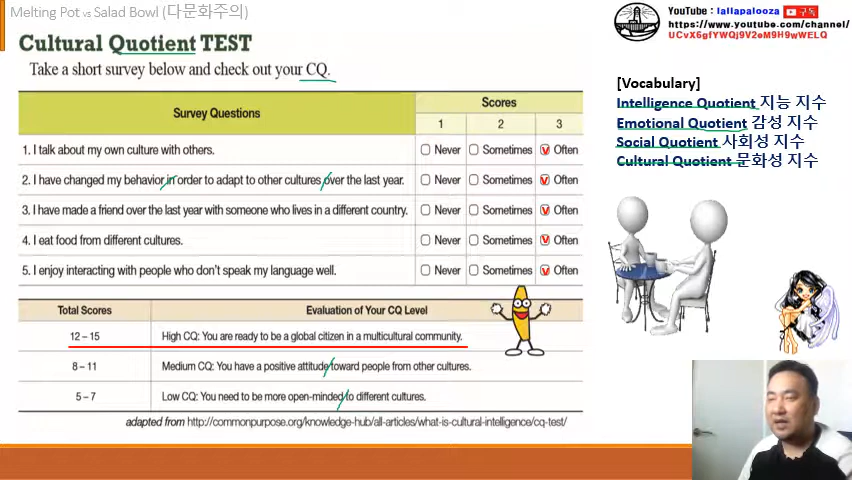 Melting Pot vs Salad Bowl (다문화주의)
Cultural Quotient TEST
Take a short survey below and check out your CQ.
Survey Questions
Scores
1 2 3
1. I talk about my own culture with others. Never Sometimes Often
2. I have changed my behavior in order to adapt to other cultures over the last year. Never Sometimes Often
3. I have made a friend over the last year with someone who lives in a different country. Never Sometimes Often
4. I eat food from different cultures. Never Sometimes Often
5. I enjoy interacting with people who don't speak my language well. Never Sometimes Often
Total Scores Evaluation of Your CQ Level
12 – 15 High CQ: You are ready to be a global citizen in a multicultural community.
8 – 11 Medium CQ: You have a positive attitude toward people from other cultures.
5 – 7 Low CQ: You need to be more open-minded to different cultures.
adapted from http://commonpurpose.org/knowledge-hub/all-articles/what-is-cultural-intelligence/cq-test/
YouTube : lallapalooza 구독
https://www.youtube.com/channel/
UCvX6gfYWQj9V2eM9H9wWELQ
[Vocabulary]
Intelligence Quotient 지능 지수
Emotional Quotient 감성 지수
Social Quotient 사회성 지수
Cultural Quotient 문화성 지수